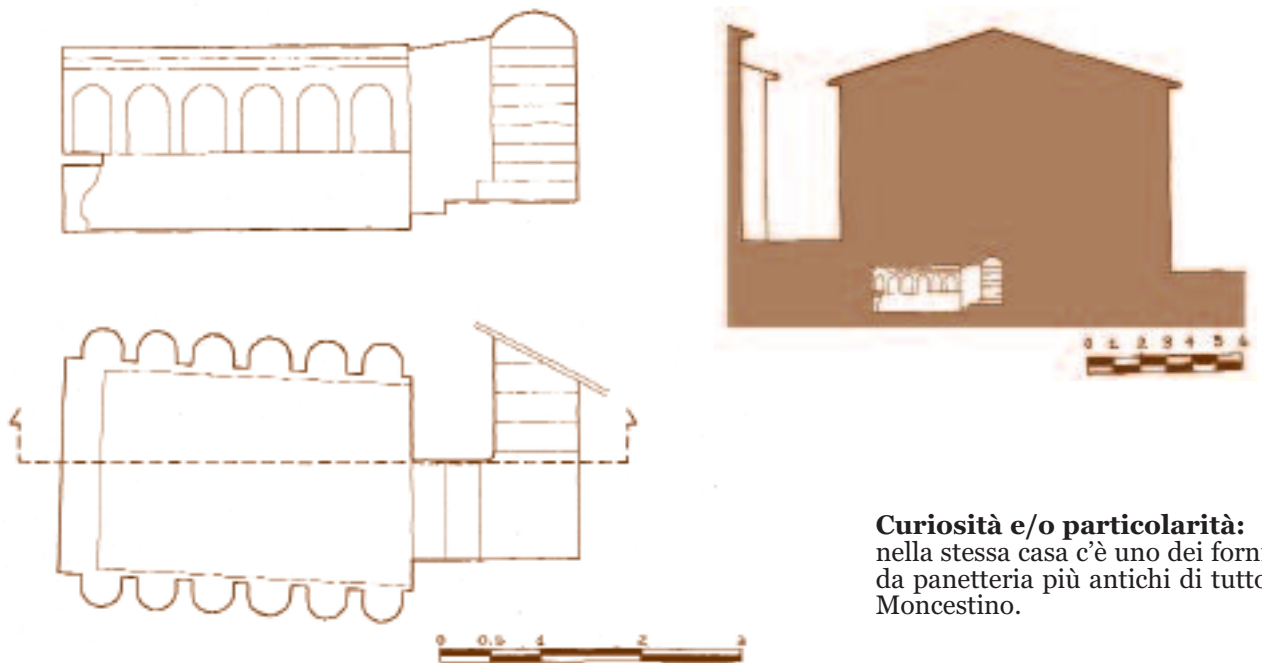 0 1 2 3 4 5 6
Curiosità e/o particolarità:
nella stessa casa c'è uno dei forni
da panetteria più antichi di tutto
Moncestino.
0 0,5 1 2 3